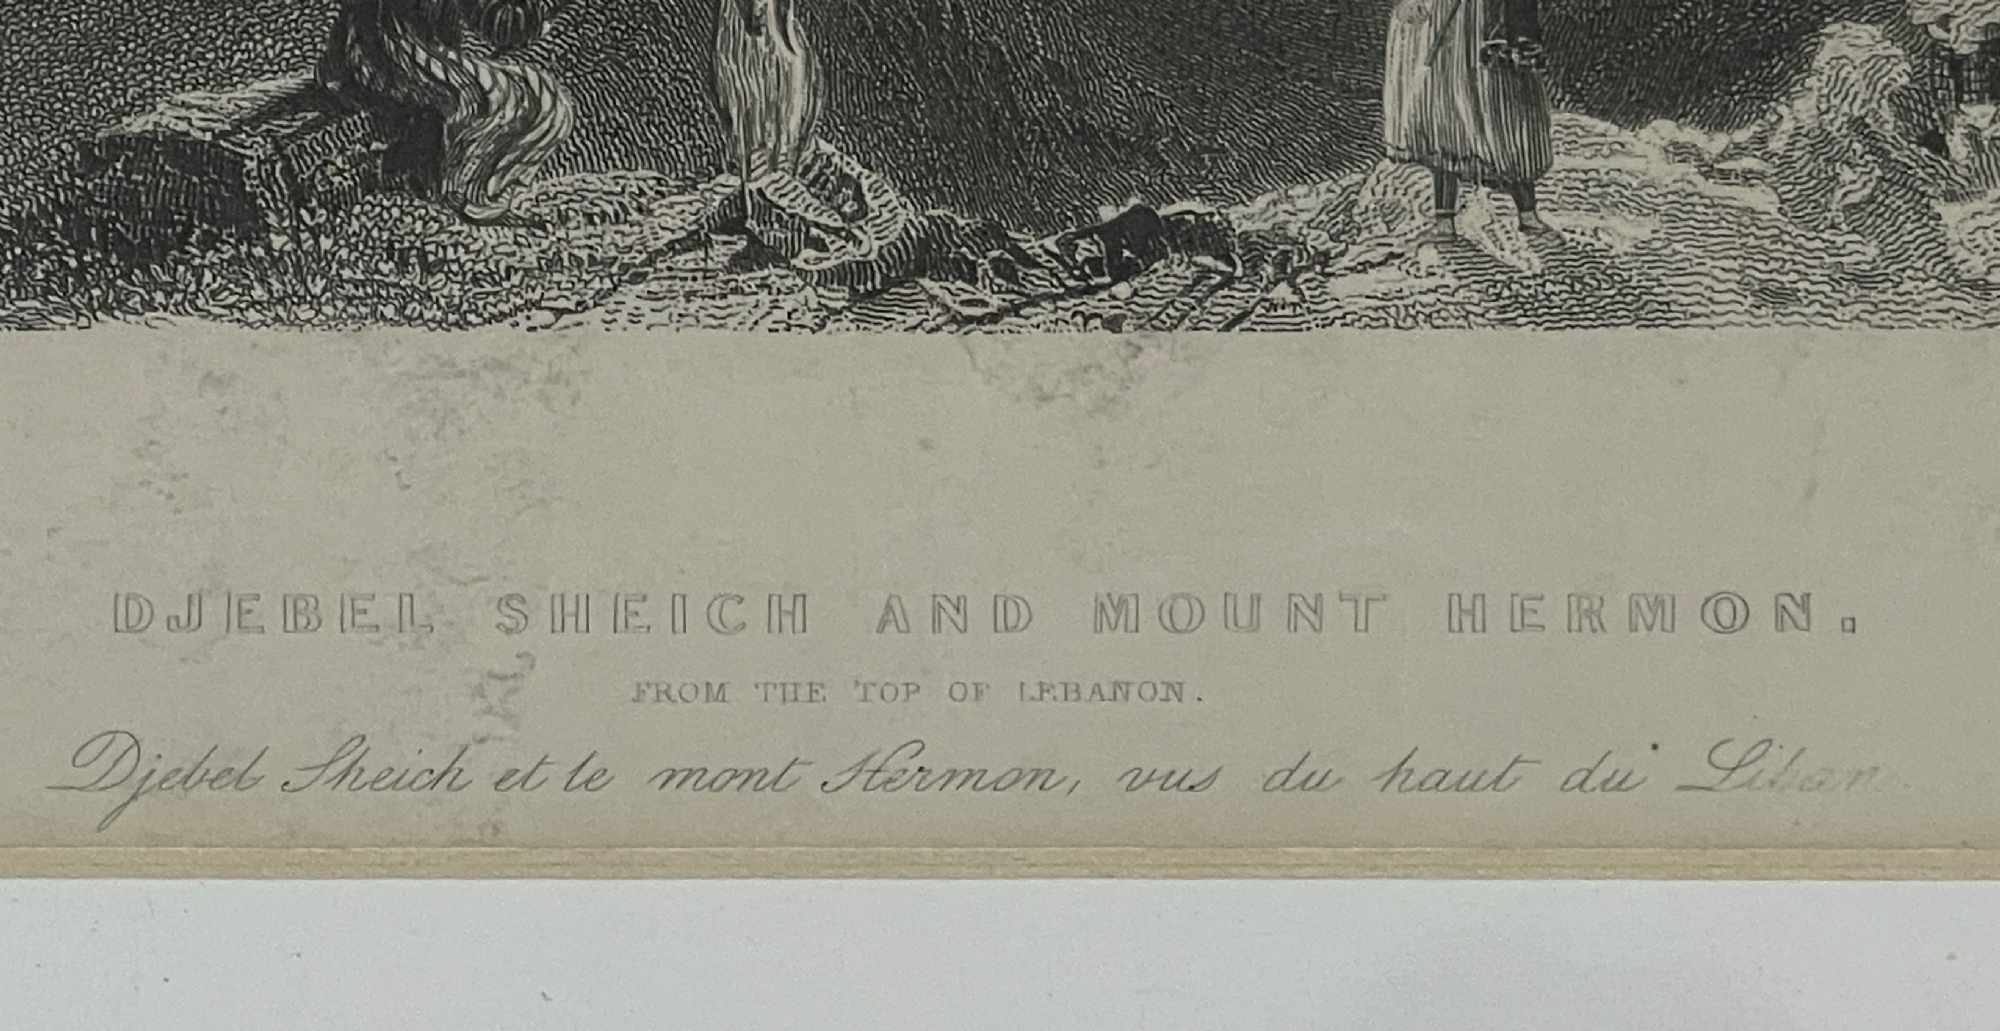 DJEBEL SHEICH AND MOUNT HERMON.
FROM THE TOP OF LEBANON.
Djebel Sheich et le mont Hermon, vus du haut du Liban.